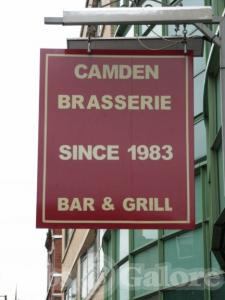 CAMDEN
BRASSERIE
SINCE 1983
BAR & GRILL
Galore